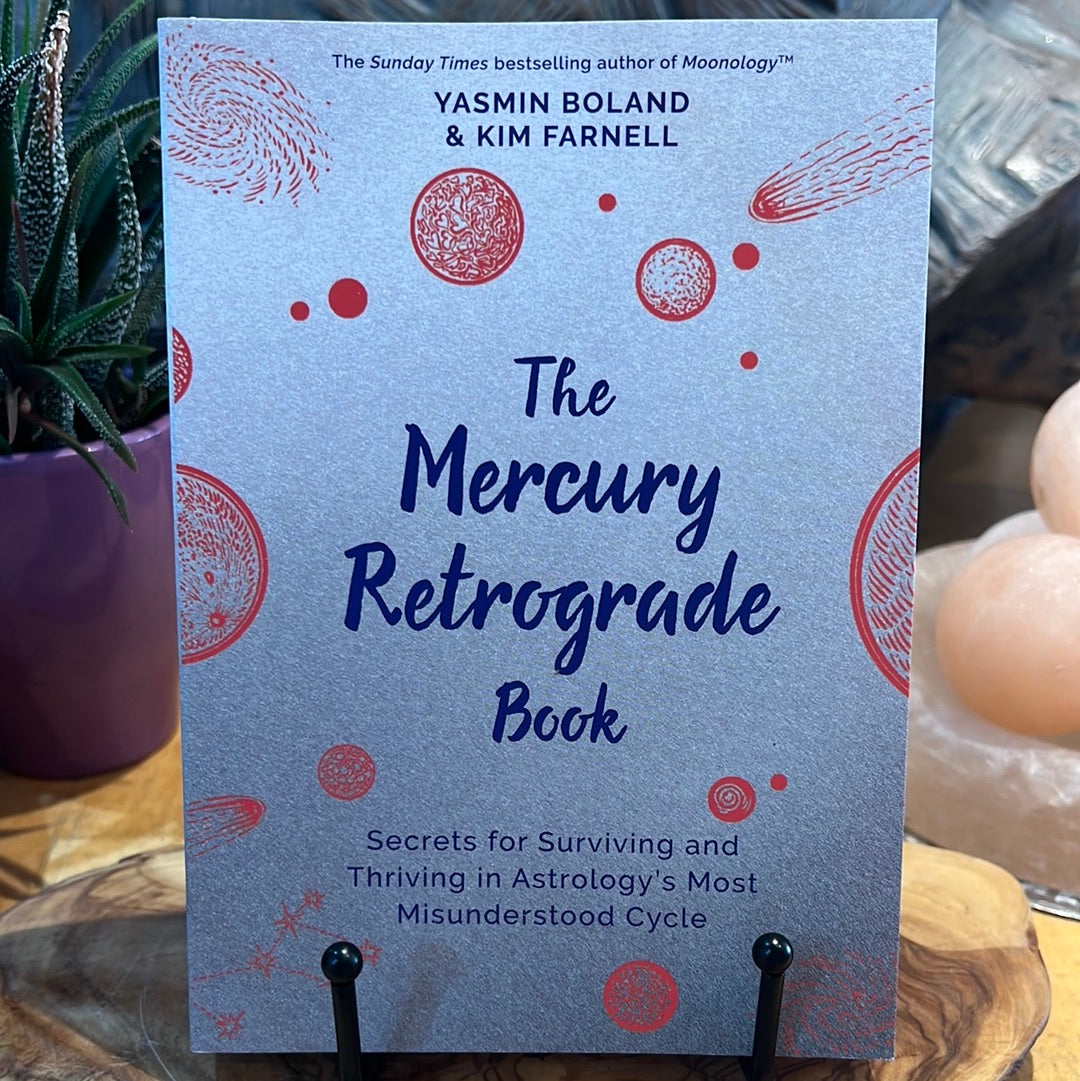 The Sunday Times bestselling author of Moonology™
YASMIN BOLAND
& KIM FARNELL
The
Mercury
Retrograde
Book
Secrets for Surviving and
Thriving in Astrology's Most
Misunderstood Cycle